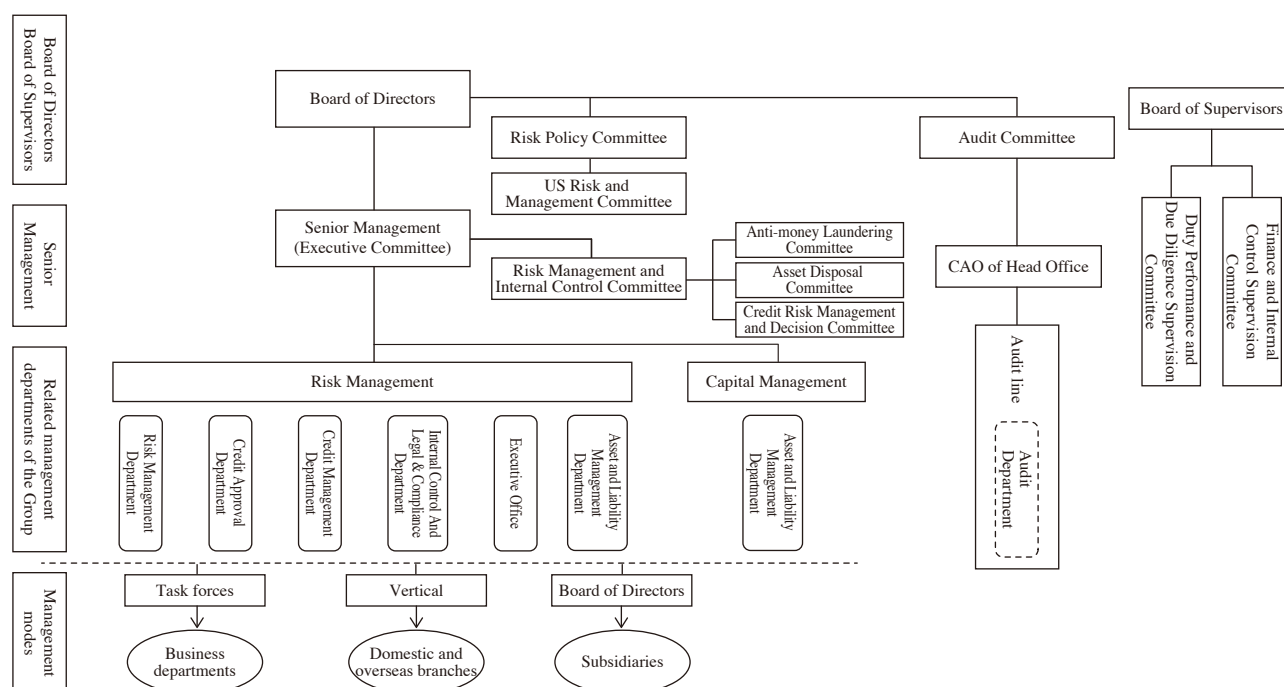 Board of Directors
Board of Supervisors
Board of Directors
Risk Policy Committee
US Risk and
Management Committee
Audit Committee
Board of Supervisors
Duty Performance and
Due Diligence Supervision
Committee
Finance and Internal
Control Supervision
Committee
Senior
Management
Senior Management
(Executive Committee)
Risk Management and
Internal Control Committee
Anti-money Laundering
Committee
Asset Disposal
Committee
Credit Risk Management
and Decision Committee
CAO of Head Office
Audit line
Audit
Department
Related management
departments of the Group
Risk Management
Capital Management
Risk Management
Department
Credit Approval
Department
Credit Management
Department
Internal Control And
Legal & Compliance
Department
Executive Office
Asset and Liability
Management
Department
Asset and Liability
Management
Department
Management
modes
Task forces
Vertical
Board of Directors
Business
departments
Domestic and
overseas branches
Subsidiaries